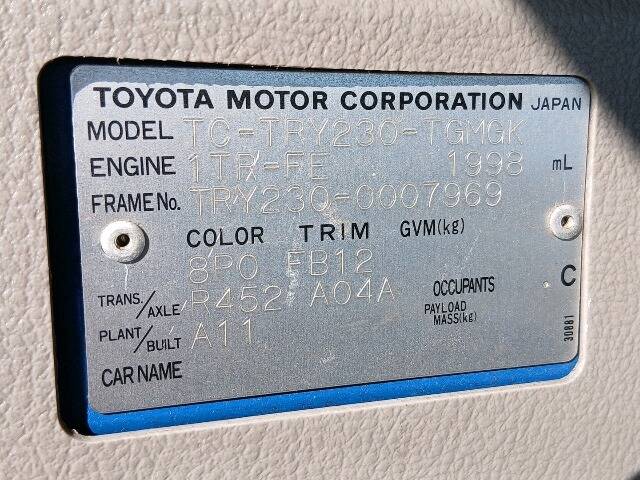 TOYOTA MOTOR CORPORATION JAPAN
MODEL TC-TRY230-TGMGK
ENGINE 1TR-FE 1998 mL
FRAME No. TRY230-0007969
COLOR TRIM GVM(kg)
8P0 FB12
TRANS./AXLE R452 A04A OCCUPANTS C
PAYLOAD MASS(kg)
PLANT/BUILT A11
CAR NAME
30881